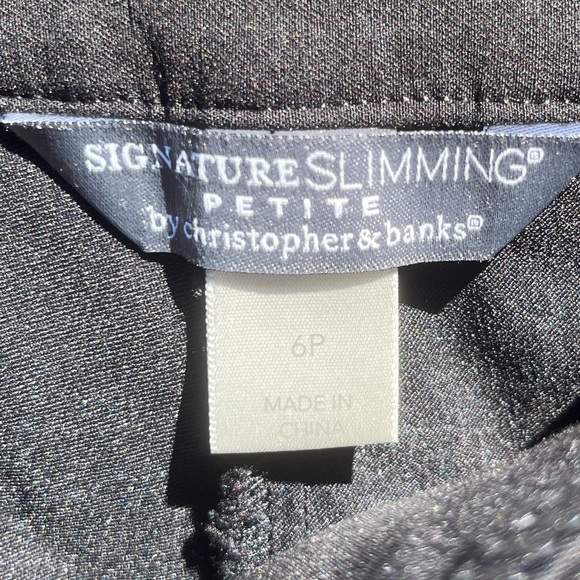 SIGNATURE SLIMMING®
PETITE
by christopher & banks®
6P
MADE IN
CHINA